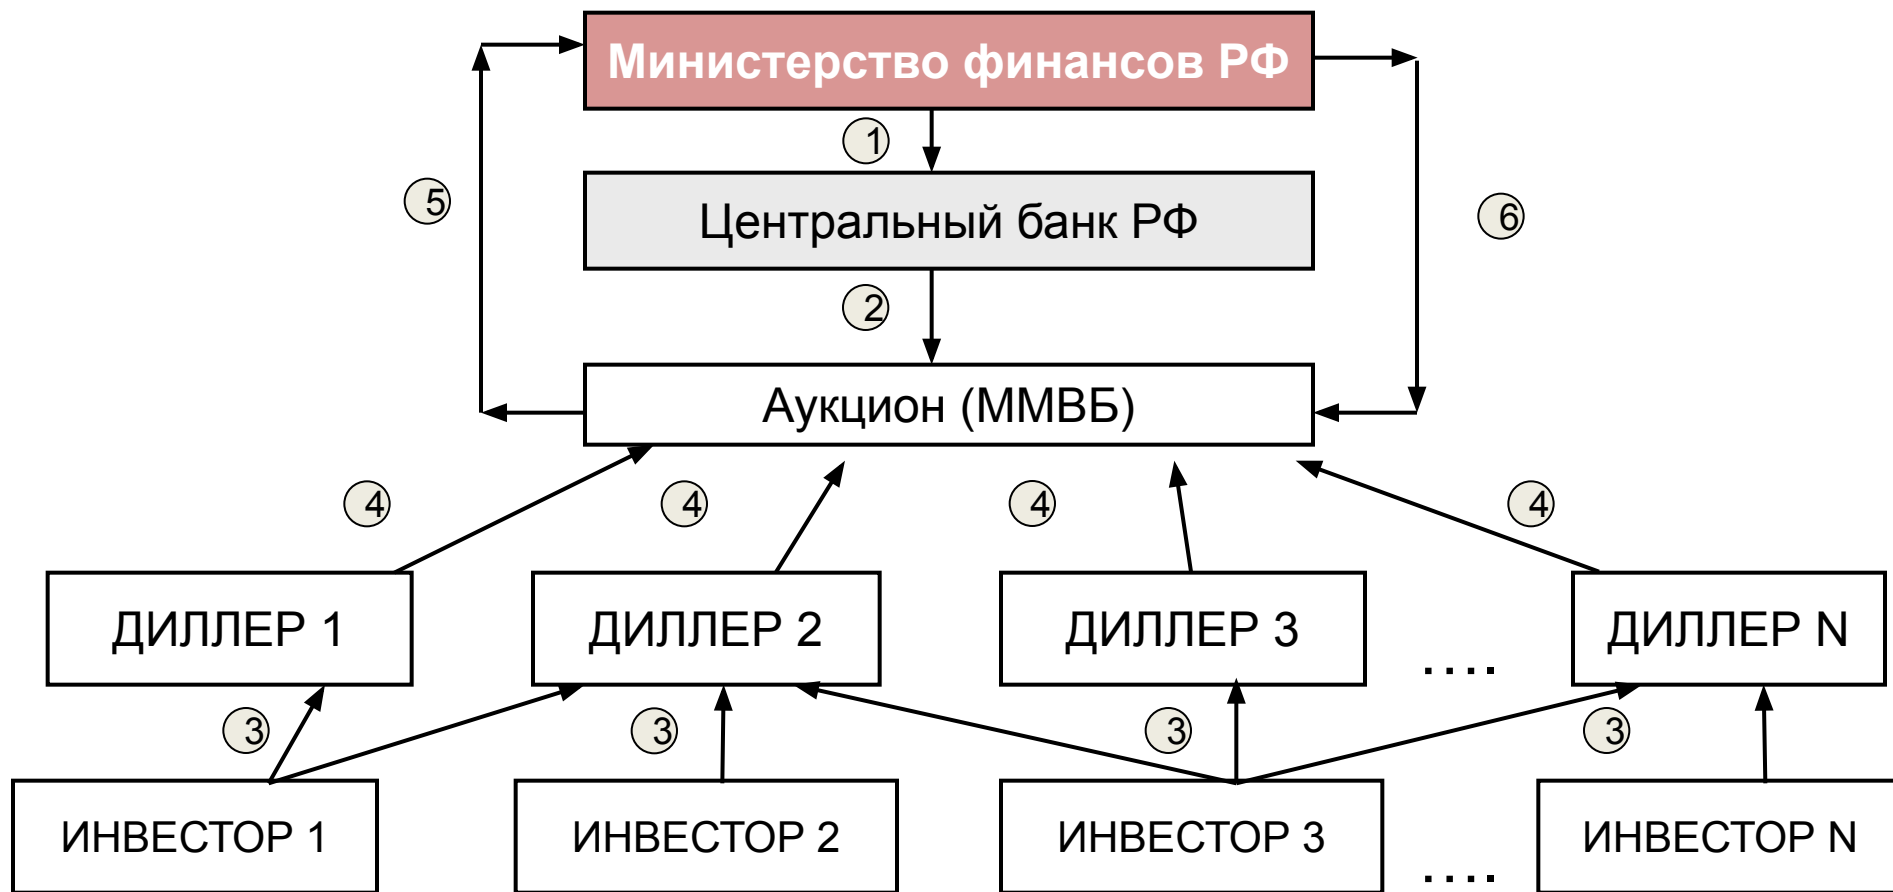 Министерство финансов РФ
1
Центральный банк РФ
5
6
2
Аукцион (ММВБ)
4
4
4
4
ДИЛЛЕР 1
ДИЛЛЕР 2
ДИЛЛЕР 3
....
ДИЛЛЕР N
3
3
3
3
ИНВЕСТОР 1
ИНВЕСТОР 2
ИНВЕСТОР 3
....
ИНВЕСТОР N